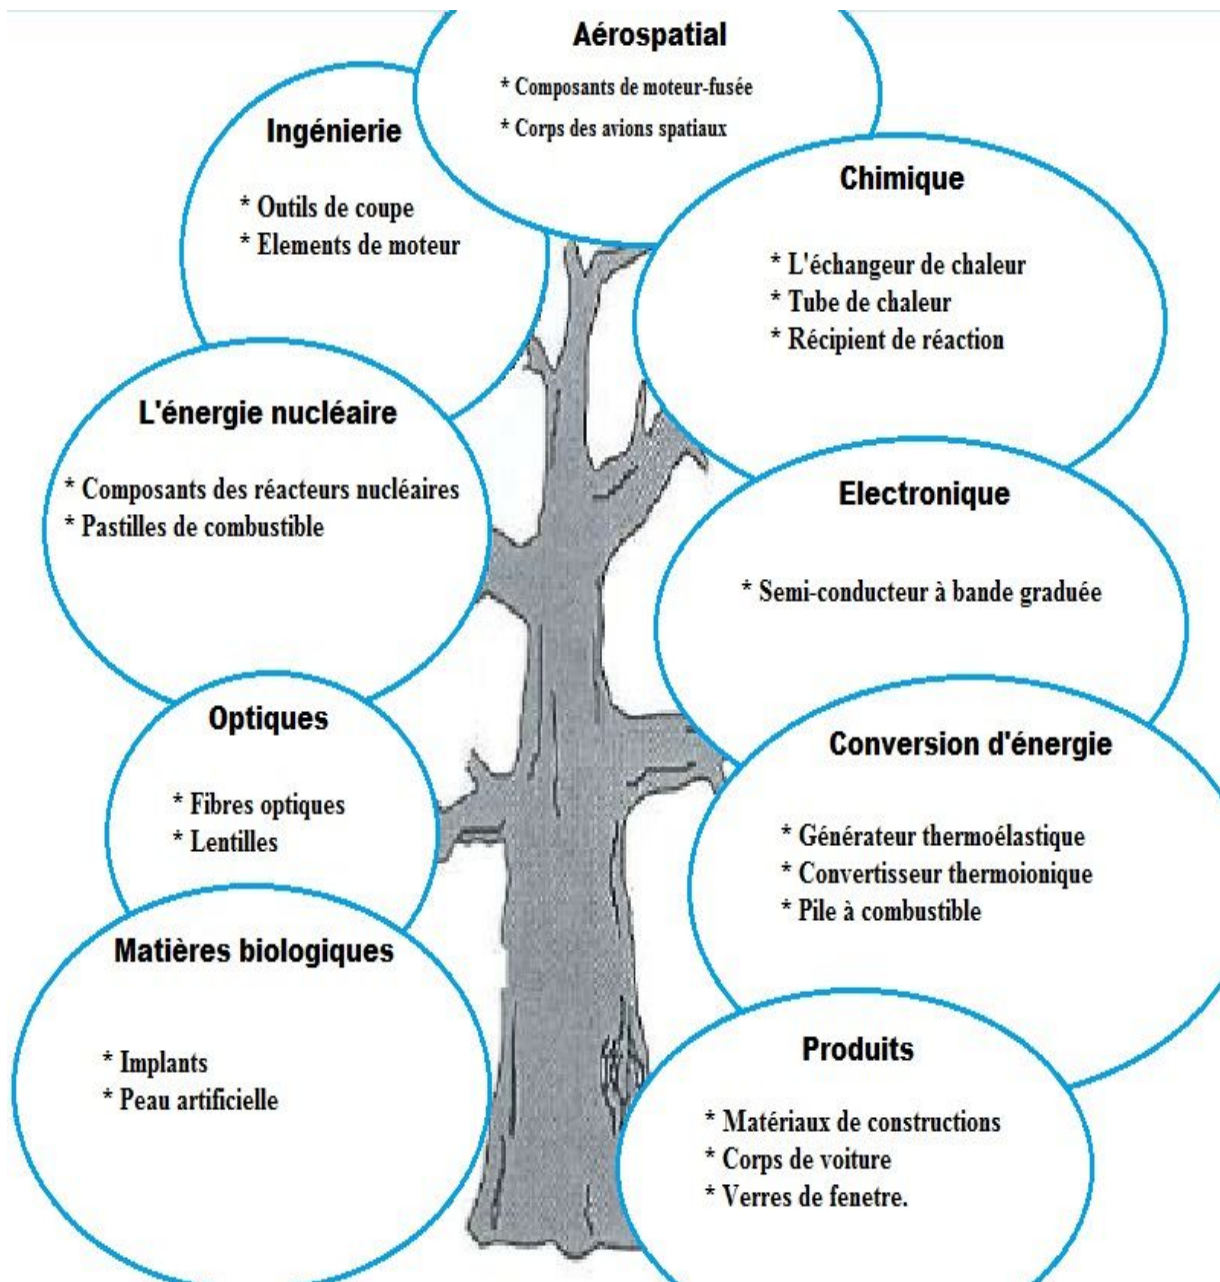 Aérospatial
* Composants de moteur-fusée
* Corps des avions spatiaux
Ingénierie
* Outils de coupe
* Elements de moteur
Chimique
* L'échangeur de chaleur
* Tube de chaleur
* Récipient de réaction
L'énergie nucléaire
* Composants des réacteurs nucléaires
* Pastilles de combustible
Electronique
* Semi-conducteur à bande graduée
Optiques
* Fibres optiques
* Lentilles
Conversion d'énergie
* Générateur thermoélastique
* Convertisseur thermoionique
* Pile à combustible
Matières biologiques
* Implants
* Peau artificielle
Produits
* Matériaux de constructions
* Corps de voiture
* Verres de fenetre.